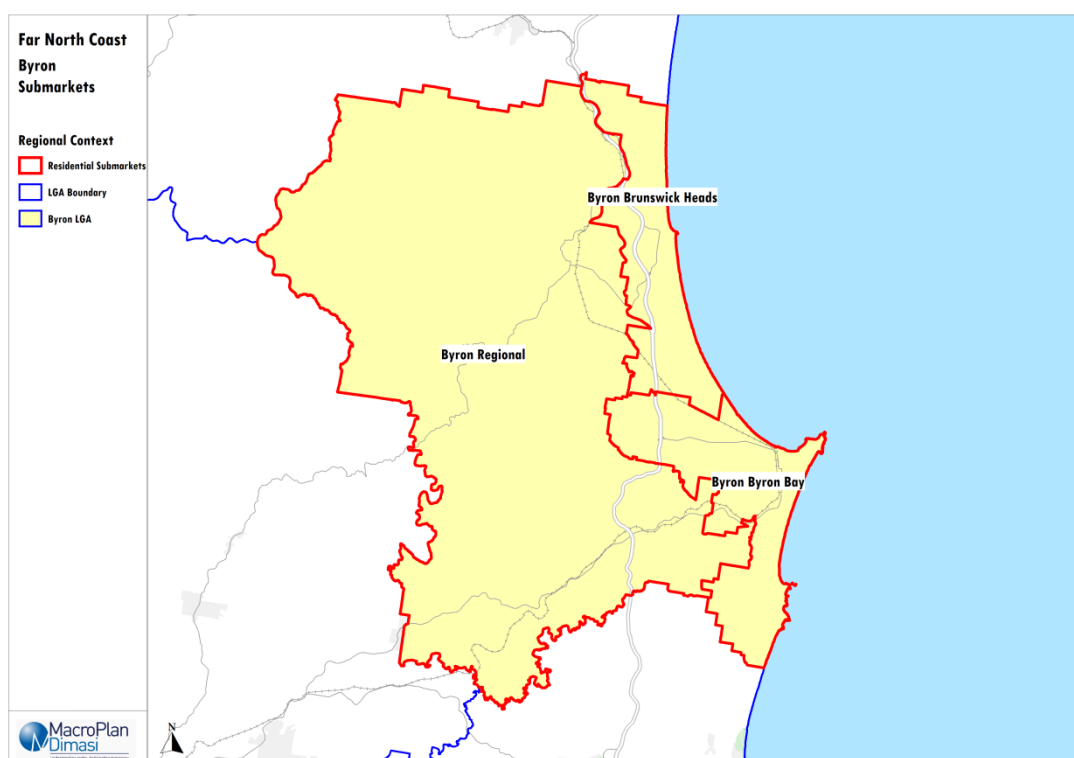 Far North Coast
Byron
Submarkets
Regional Context
Residential Submarkets
LGA Boundary
Byron LGA
Byron Brunswick Heads
Byron Regional
Byron Byron Bay
N
MacroPlan
Dimasi